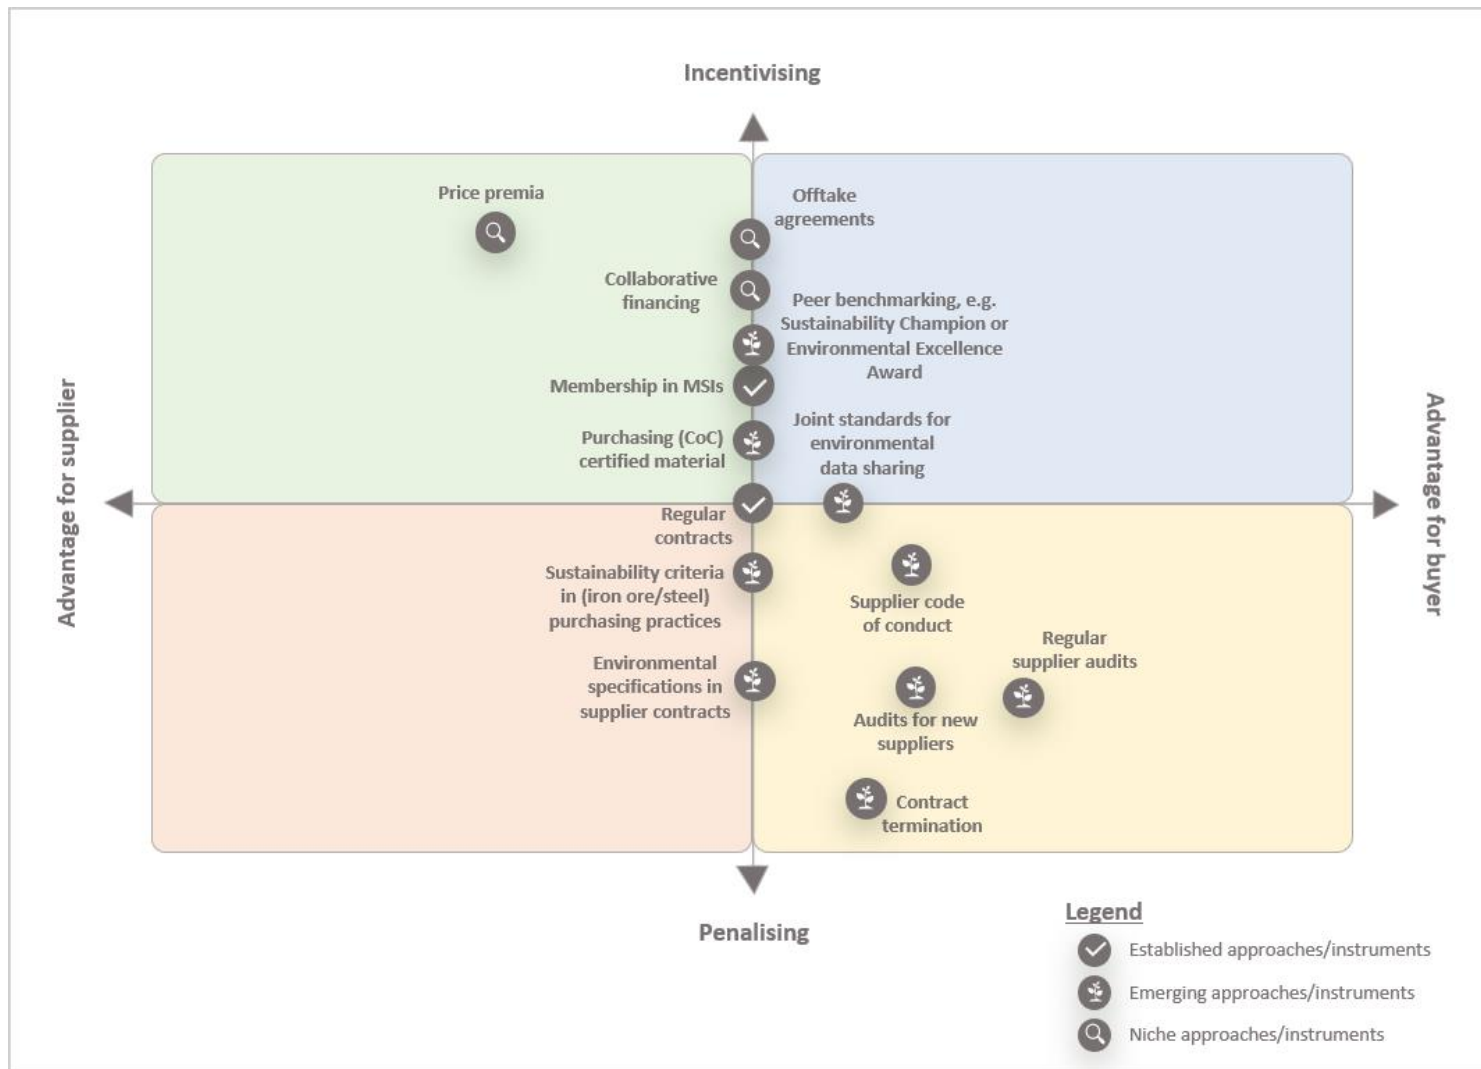 Incentivising
Price premia
Offtake
agreements
Collaborative
financing
Peer benchmarking, e.g.
Sustainability Champion or
Environmental Excellence
Award
Membership in MSIs
Purchasing (CoC)
certified material
Joint standards for
environmental
data sharing
Advantage for supplier
Advantage for buyer
Regular
contracts
Sustainability criteria
in (iron ore/steel)
purchasing practices
Supplier code
of conduct
Regular
supplier audits
Environmental
specifications in
supplier contracts
Audits for new
suppliers
Contract
termination
Penalising
Legend
Established approaches/instruments
Emerging approaches/instruments
Niche approaches/instruments